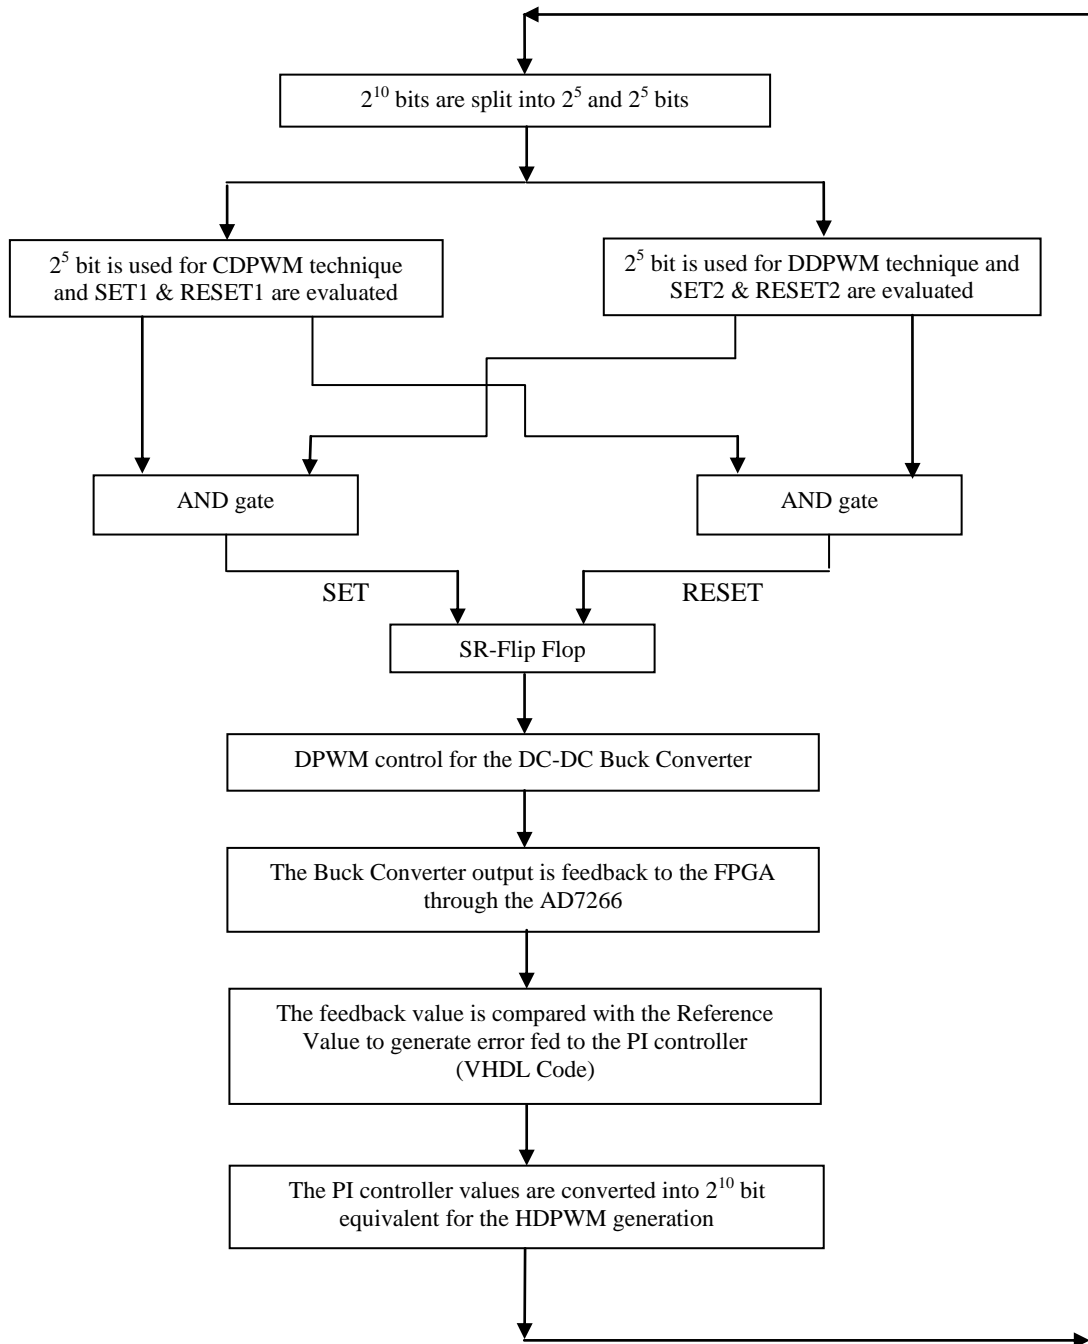 2^10 bits are split into 2^5 and 2^5 bits
2^5 bit is used for CDPWM technique
and SET1 & RESET1 are evaluated
2^5 bit is used for DDPWM technique and
SET2 & RESET2 are evaluated
AND gate
AND gate
SET
RESET
SR-Flip Flop
DPWM control for the DC-DC Buck Converter
The Buck Converter output is feedback to the FPGA
through the AD7266
The feedback value is compared with the Reference
Value to generate error fed to the PI controller
(VHDL Code)
The PI controller values are converted into 2^10 bit
equivalent for the HDPWM generation